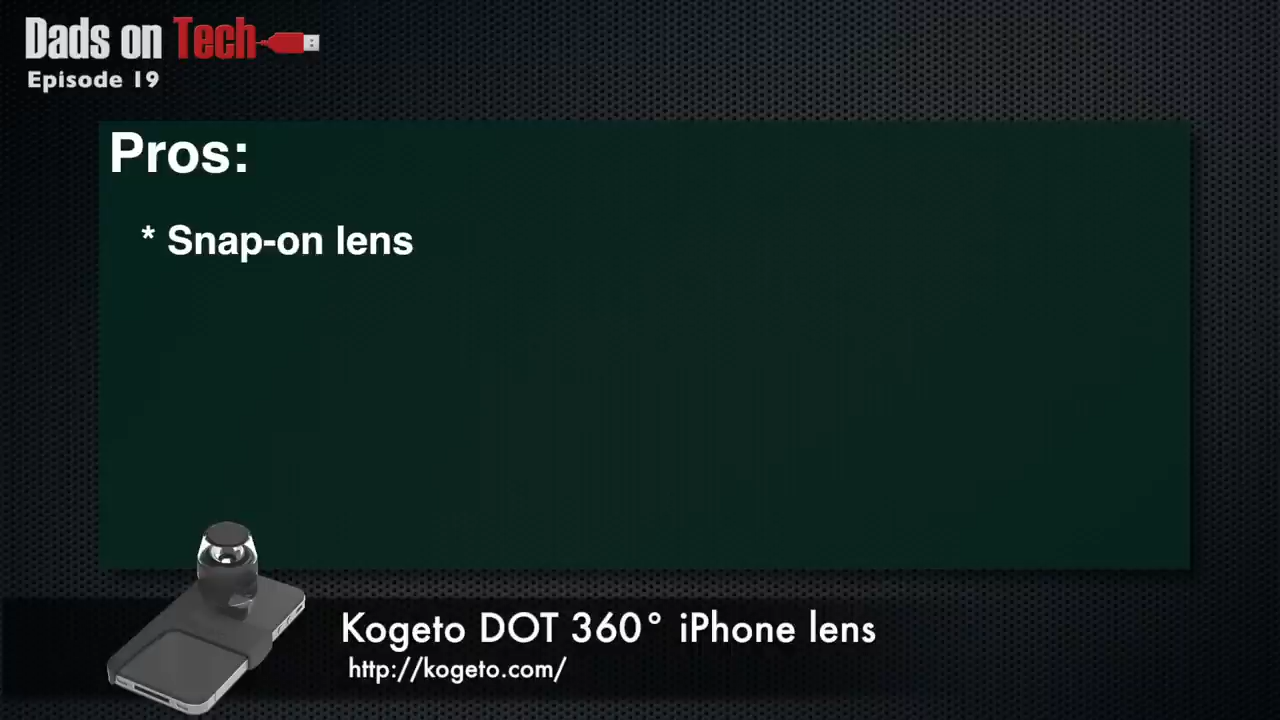 Dads on Tech
Episode 19
Pros:
* Snap-on lens
Kogeto DOT 360° iPhone lens
http://kogeto.com/